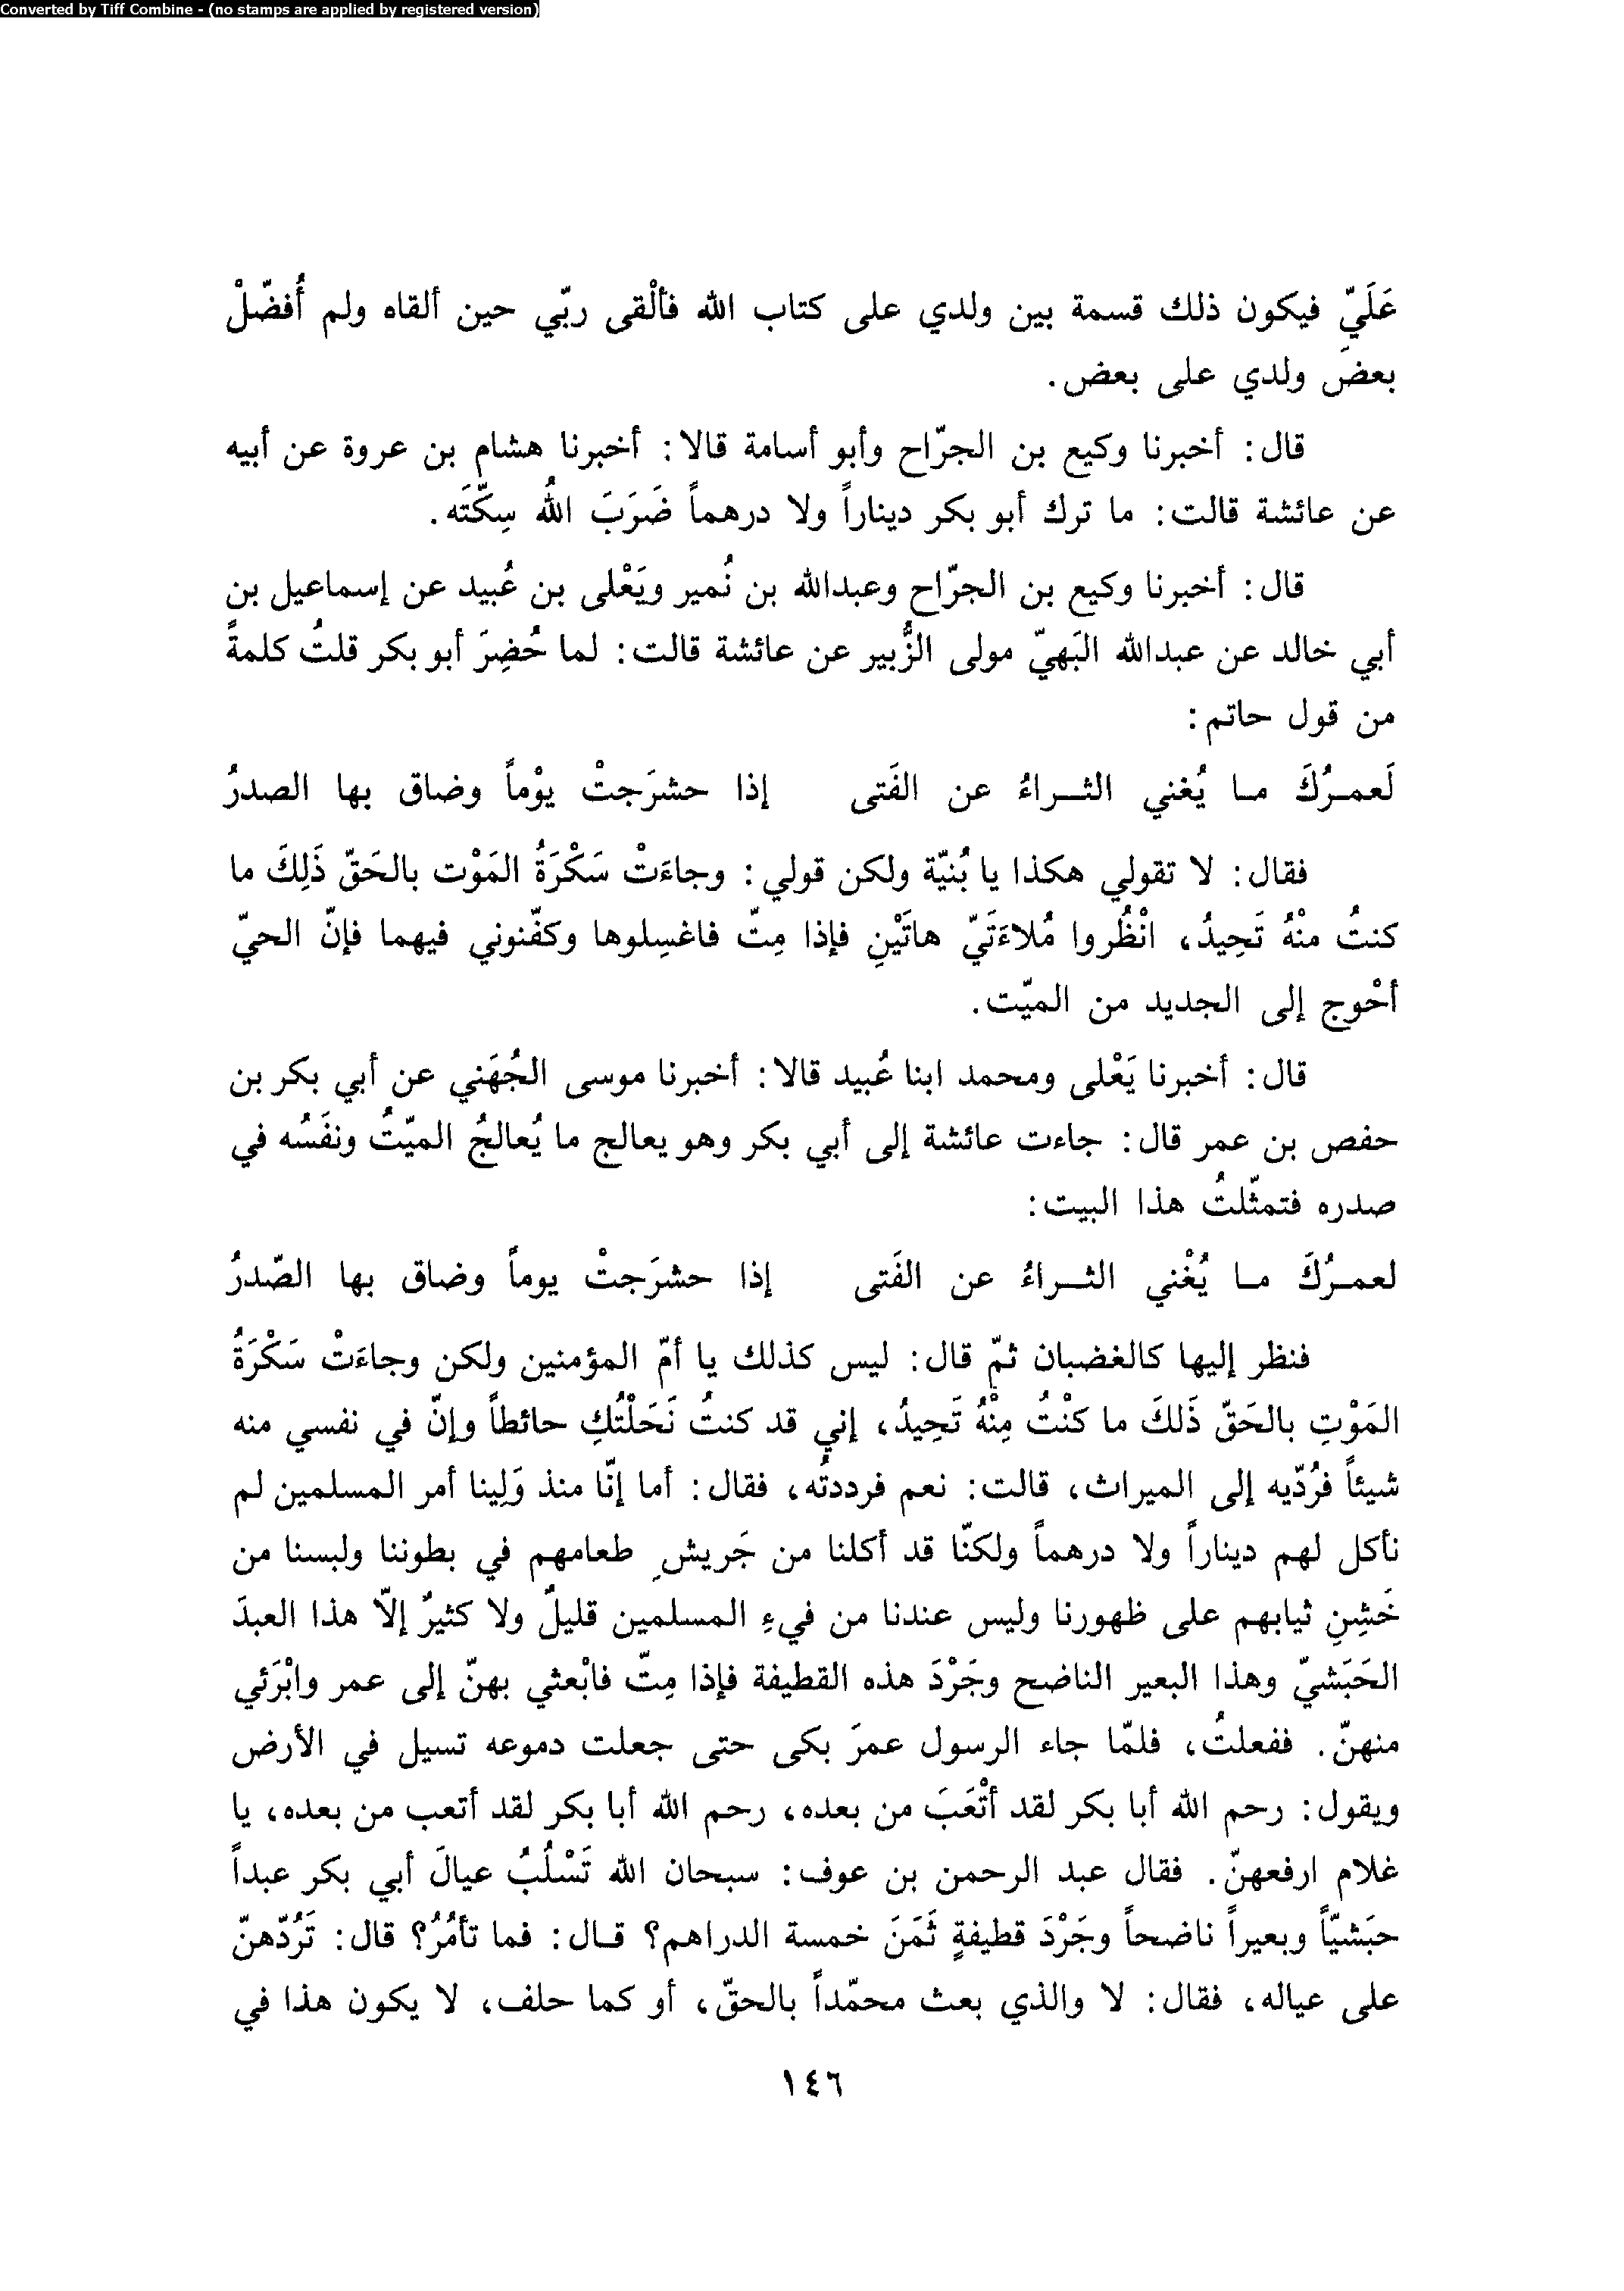 Converted by Tiff Combine - (no stamps are applied by registered version)
عَلَيّ فيكون ذلك قسمة بين ولدي على كتاب الله فألْقى ربّي حين ألقاه ولم أُفضّلْ
بعضَ ولدي على بعض.
قال: أخبرنا وكيع بن الجرّاح وأبو أسامة قالا: أخبرنا هشام بن عروة عن أبيه
عن عائشة قالت: ما ترك أبو بكر ديناراً ولا درهماً ضَرَبَ اللهُ سِكّتَه.
قال: أخبرنا وكيع بن الجرّاح وعبدالله بن نُمير ويَعْلى بن عُبيد عن إسماعيل بن
أبي خالد عن عبدالله البَهيّ مولى الزُّبير عن عائشة قالت: لما حُضِرَ أبو بكر قلتُ كلمةً
من قول حاتم:
لَعمـرُكَ مـا يُغني الثـــراءُ عن الفَتى إذا حشرَجتْ يوْماً وضاق بها الصدرُ
فقال: لا تقولي هكذا يا بُنيّة ولكن قولي: وجاءَتْ سَكْرَةُ المَوْت بالحَقّ ذَلِكَ ما
كنتُ منْهُ تَحِيدُ، انْظُروا مُلاءَتَيّ هاتَيْنِ فإذا مِتّ فاغسِلوها وكفّنوني فيهما فإنّ الحيّ
أحْوج إلى الجديد من الميّت.
قال: أخبرنا يَعْلى ومحمد ابنا عُبيد قالا: أخبرنا موسى الجُهَني عن أبي بكر بن
حفص بن عمر قال: جاءت عائشة إلى أبي بكر وهو يعالج ما يُعالجُ الميّتُ ونفَسُه في
صدره فتمثّلتُ هذا البيت:
لعمـرُكَ مـا يُغْني الثـــراءُ عن الفَتى إذا حشرَجتْ يوماً وضاق بها الصّدرُ
فنظر إليها كالغضبان ثمّ قال: ليس كذلك يا أمّ المؤمنين ولكن وجاءَتْ سَكْرَةُ
المَوْتِ بالحَقّ ذَلكَ ما كنْتُ مِنْهُ تَحِيدُ، إني قد كنتُ نَحَلْتُكِ حائطاً وإنّ في نفسي منه
شيئاً فرُدّيه إلى الميراث، قالت: نعم فرددتُه، فقال: أما إنّا منذ وَلِينا أمر المسلمين لم
نأكل لهم ديناراً ولا درهماً ولكنّا قد أكلنا من جَريشِ طعامهم في بطوننا ولبسنا من
خَشِنِ ثيابهم على ظهورنا وليس عندنا من فيءِ المسلمين قليلٌ ولا كثيرٌ إلاّ هذا العبدَ
الحَبَشيّ وهذا البعير الناضح وجَرْدَ هذه القطيفة فإذا مِتّ فابْعثي بهنّ إلى عمر وابْرَئي
منهنّ. ففعلتُ، فلمّا جاء الرسول عمرَ بكى حتى جعلت دموعه تسيل في الأرض
ويقول: رحم الله أبا بكر لقد أتْعَبَ من بعده، رحم الله أبا بكر لقد أتعب من بعده، يا
غلام ارفعهنّ. فقال عبد الرحمن بن عوف: سبحان الله تَسْلُبُ عيالَ أبي بكر عبداً
حبَشيّاً وبعيراً ناضحاً وجَرْدَ قطيفةٍ ثَمَنَ خمسة الدراهم؟ قـال: فما تأمُرُ؟ قال: تَرُدّهنّ
على عياله، فقال: لا والذي بعث محمّداً بالحقّ، أو كما حلف، لا يكون هذا في
١٤٦